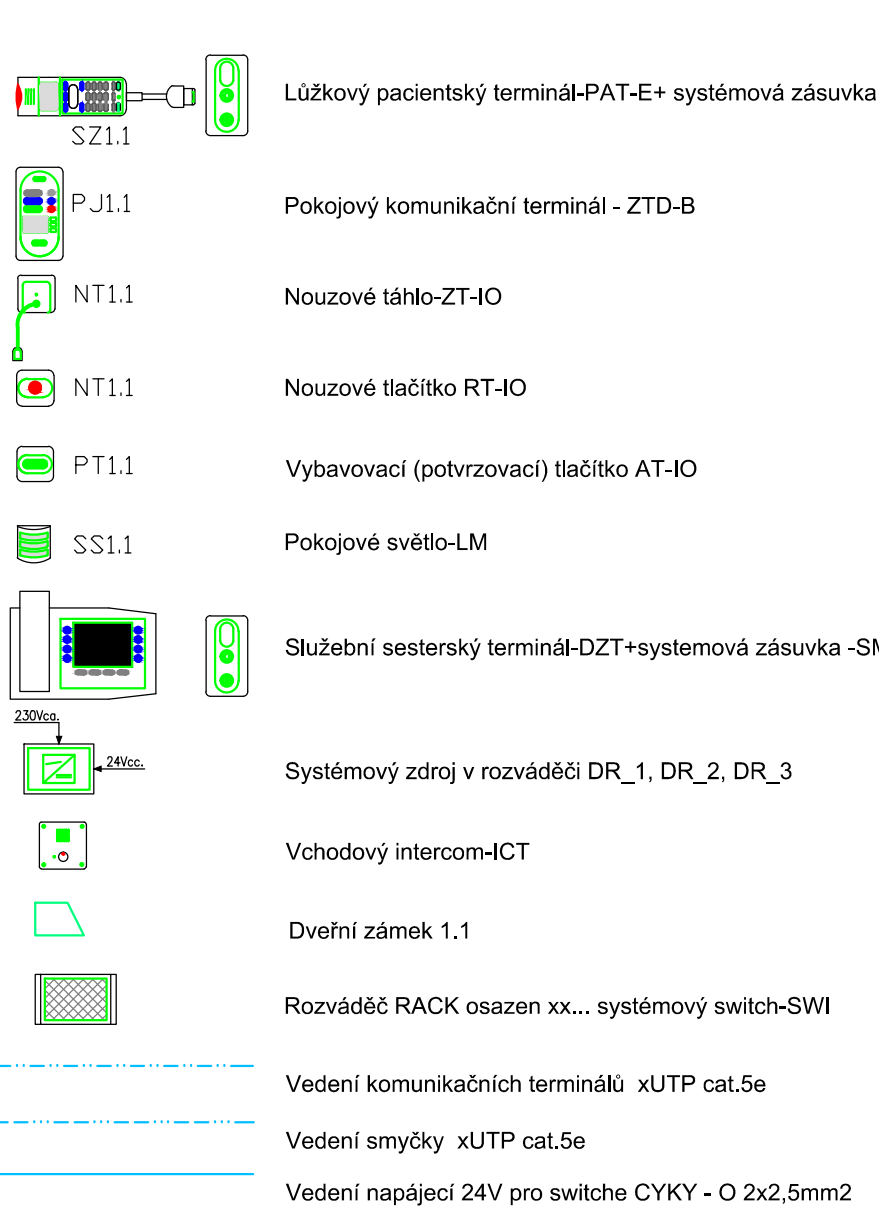 Lůžkový pacientský terminál-PAT-E+ systémová zásuvka
SZ1.1
PJ1.1 Pokojový komunikační terminál - ZTD-B
NT1.1 Nouzové táhlo-ZT-IO
NT1.1 Nouzové tlačítko RT-IO
PT1.1 Vybavovací (potvrzovací) tlačítko AT-IO
SS1.1 Pokojové světlo-LM
Služební sesterský terminál-DZT+systemová zásuvka
230Vca.
24Vcc.
Systémový zdroj v rozváděči DR_1, DR_2, DR_3
Vchodový intercom-ICT
Dveřní zámek 1.1
Rozváděč RACK osazen xx... systémový switch-SWI
Vedení komunikačních terminálů xUTP cat.5e
Vedení smyčky xUTP cat.5e
Vedení napájecí 24V pro switche CYKY - O 2x2,5mm2